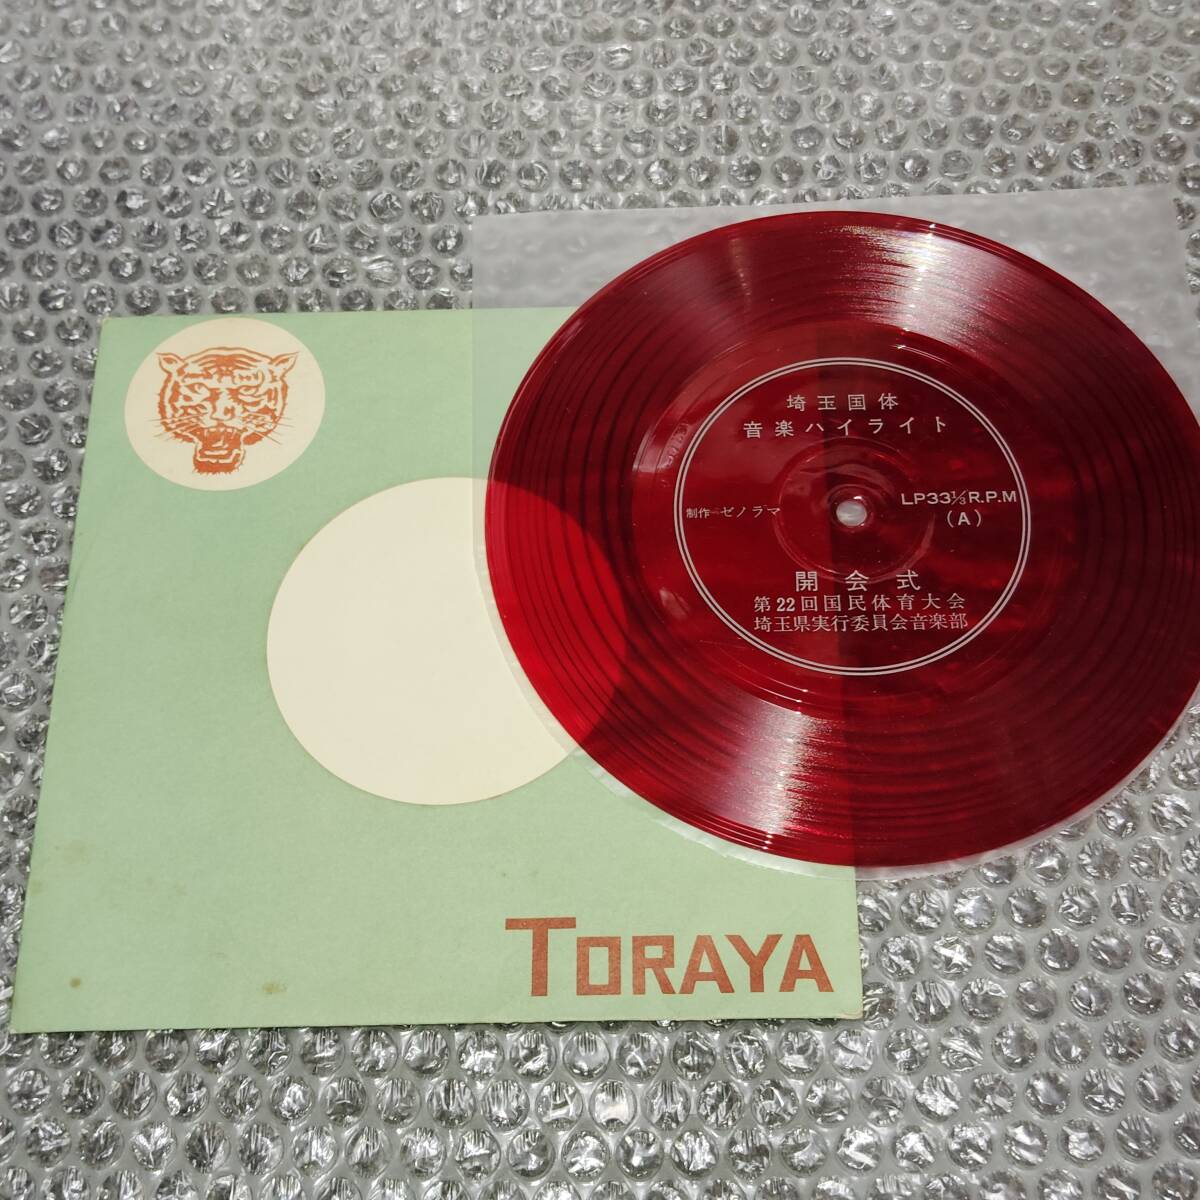 埼玉国体
音楽ハイライト
制作 ゼノラマ
LP33⅓R.P.M
(A)
開会式
第22回国民体育大会
埼玉県実行委員会音楽部
TORAYA